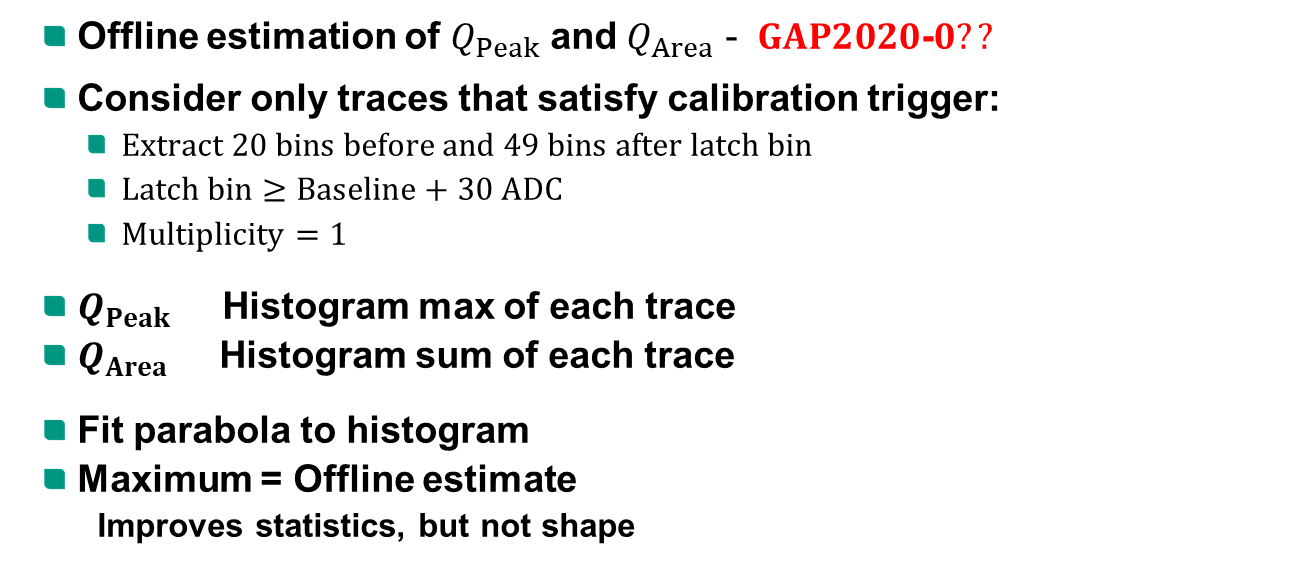 Offline estimation of Q_Peak and Q_Area - GAP2020-0??
Consider only traces that satisfy calibration trigger:
Extract 20 bins before and 49 bins after latch bin
Latch bin ≥ Baseline + 30 ADC
Multiplicity = 1
Q_Peak Histogram max of each trace
Q_Area Histogram sum of each trace
Fit parabola to histogram
Maximum = Offline estimate
Improves statistics, but not shape